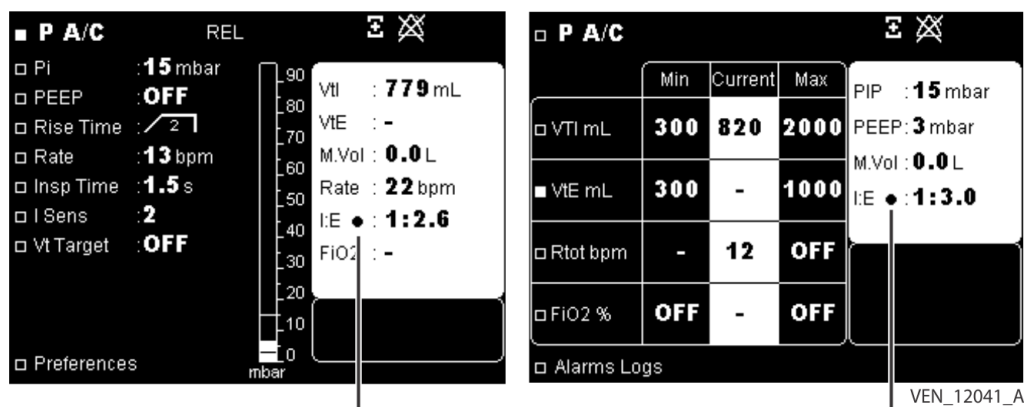 P A/C REL
Pi :15 mbar
PEEP :OFF
Rise Time : 2
Rate :13 bpm
Insp Time :1.5 s
I Sens :2
Vt Target :OFF
Preferences
90
80
70
60
50
40
30
20
10
0
mbar
VtI : 779 mL
VtE : -
M.Vol : 0.0 L
Rate : 22 bpm
I:E : 1:2.6
FiO2 : -
P A/C
Min Current Max
VTI mL 300 820 2000
VtE mL 300 - 1000
Rtot bpm - 12 OFF
FiO2 % OFF - OFF
Alarms Logs
PIP : 15 mbar
PEEP: 3 mbar
M.Vol : 0.0 L
I:E : 1:3.0
VEN_12041_A